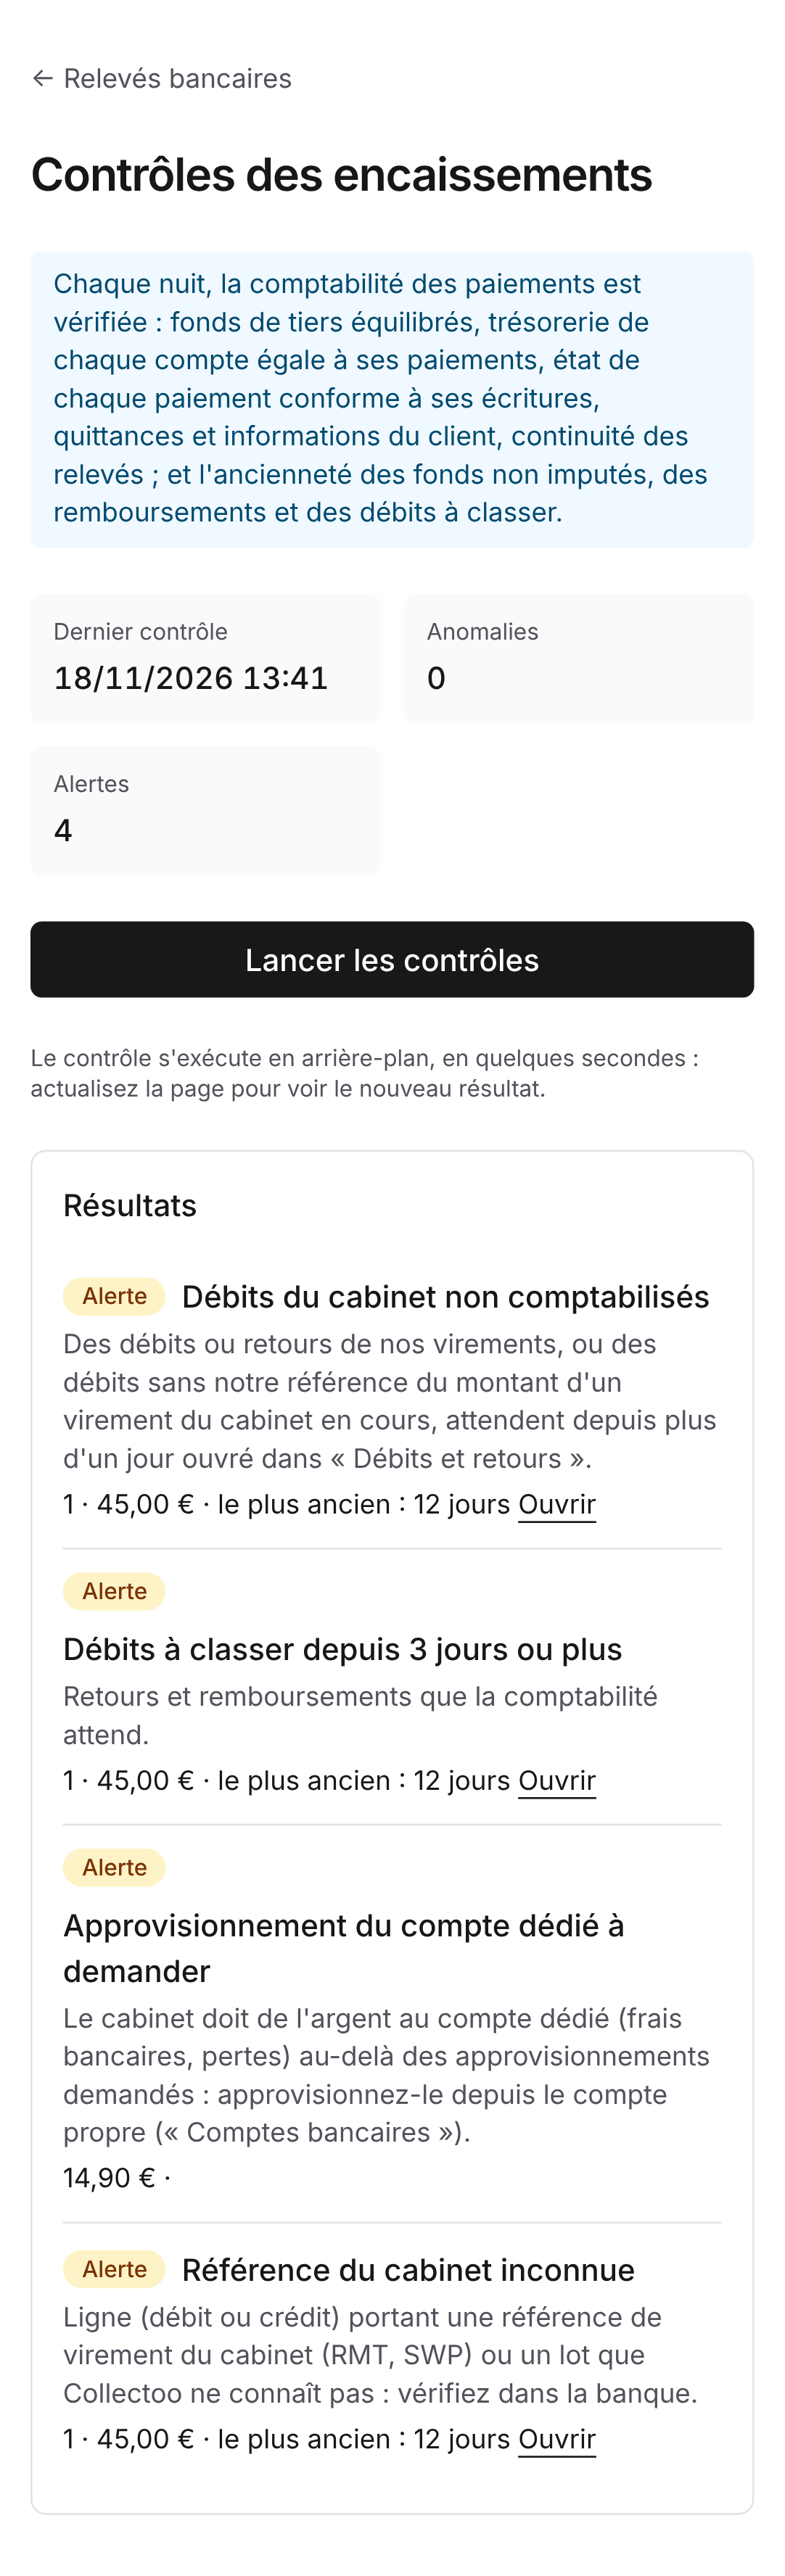 ← Relevés bancaires
Contrôles des encaissements
Chaque nuit, la comptabilité des paiements est
vérifiée : fonds de tiers équilibrés, trésorerie de
chaque compte égale à ses paiements, état de
chaque paiement conforme à ses écritures,
quittances et informations du client, continuité des
relevés ; et l'ancienneté des fonds non imputés, des
remboursements et des débits à classer.
Dernier contrôle
18/11/2026 13:41
Anomalies
0
Alertes
4
Lancer les contrôles
Le contrôle s'exécute en arrière-plan, en quelques secondes :
actualisez la page pour voir le nouveau résultat.
Résultats
Alerte Débits du cabinet non comptabilisés
Des débits ou retours de nos virements, ou des
débits sans notre référence du montant d'un
virement du cabinet en cours, attendent depuis plus
d'un jour ouvré dans « Débits et retours ».
1 · 45,00 € · le plus ancien : 12 jours Ouvrir
Alerte
Débits à classer depuis 3 jours ou plus
Retours et remboursements que la comptabilité
attend.
1 · 45,00 € · le plus ancien : 12 jours Ouvrir
Alerte
Approvisionnement du compte dédié à
demander
Le cabinet doit de l'argent au compte dédié (frais
bancaires, pertes) au-delà des approvisionnements
demandés : approvisionnez-le depuis le compte
propre (« Comptes bancaires »).
14,90 € ·
Alerte Référence du cabinet inconnue
Ligne (débit ou crédit) portant une référence de
virement du cabinet (RMT, SWP) ou un lot que
Collectoo ne connaît pas : vérifiez dans la banque.
1 · 45,00 € · le plus ancien : 12 jours Ouvrir